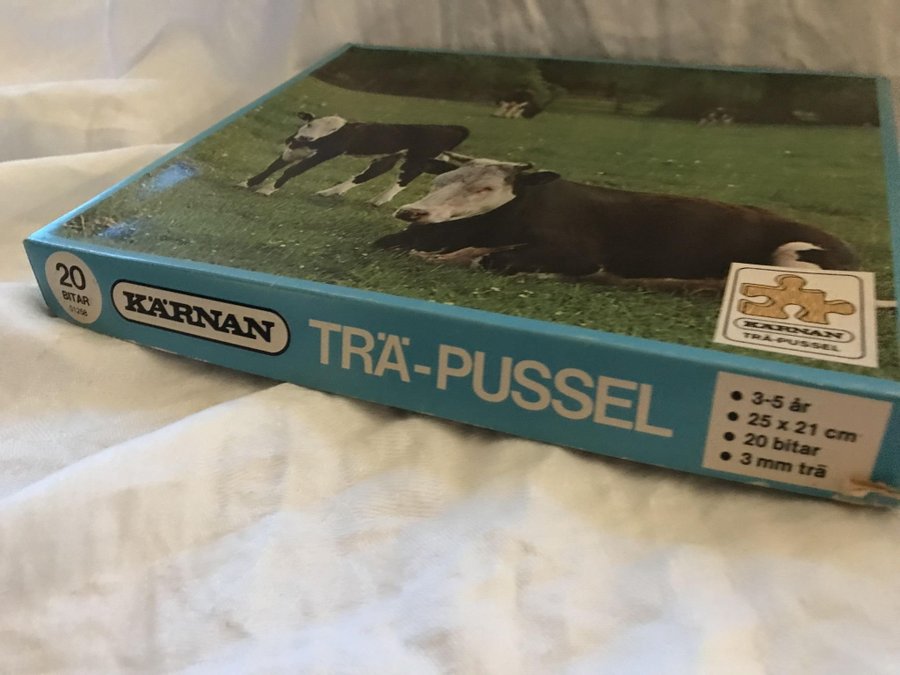 20
BITAR
51258
KÄRNAN
TRÄ-PUSSEL
• 3-5 år
• 25 x 21 cm
• 20 bitar
• 3 mm trä
KÄRNAN
TRÄ-PUSSEL